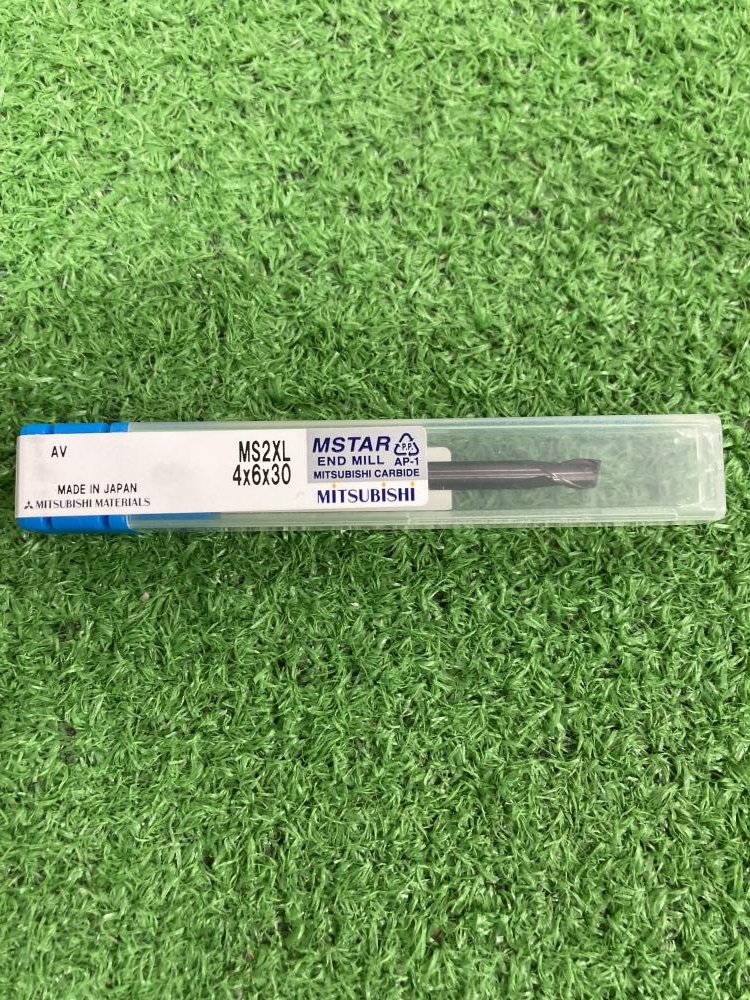 AV
MS2XL
4x6x30
MADE IN JAPAN
MITSUBISHI MATERIALS
MSTAR
P.P.
END MILL AP-1
MITSUBISHI CARBIDE
MITSUBISHI